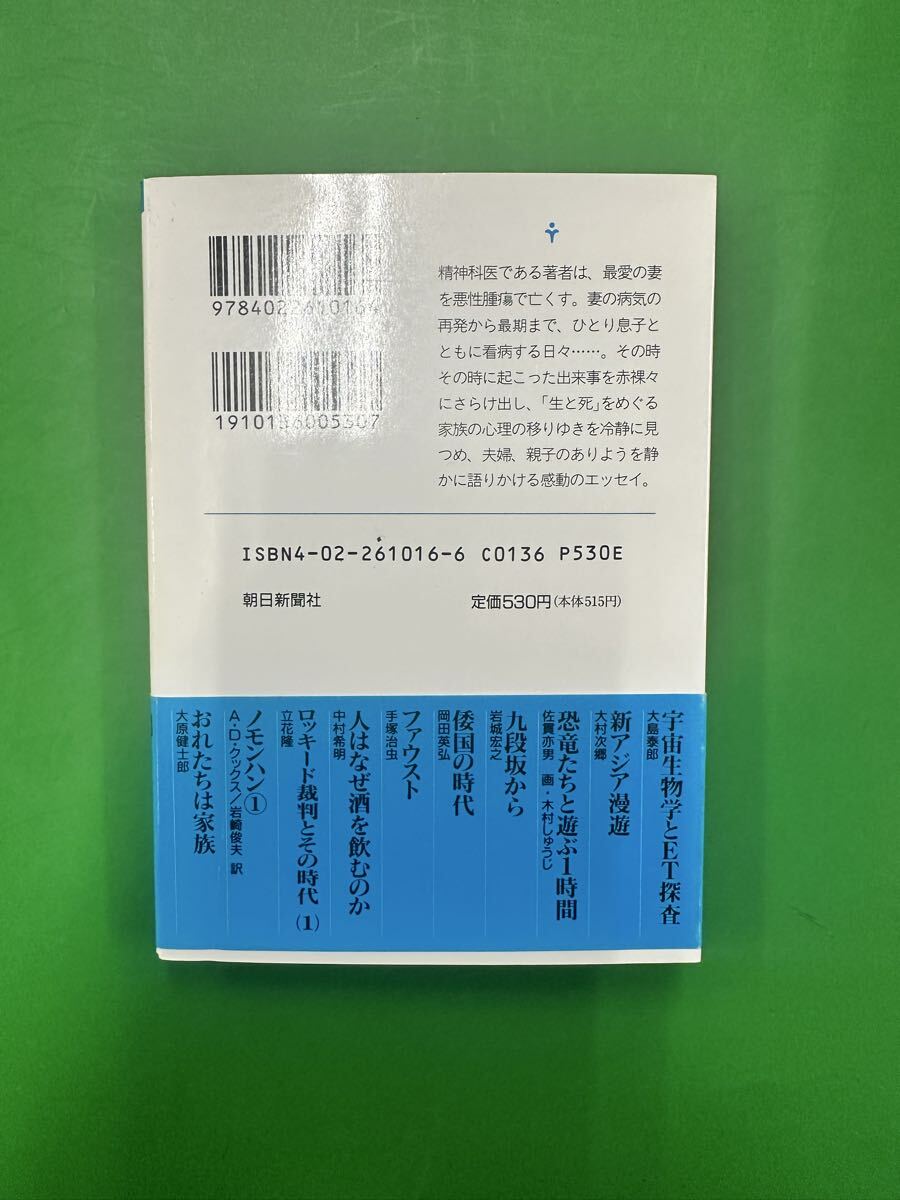 9784022610164
1910136005307
精神科医である著者は、最愛の妻
を悪性腫瘍で亡くす。妻の病気の
再発から最期まで、ひとり息子と
ともに看病する日々……。その時
その時に起こった出来事を赤裸々
にさらけ出し、「生と死」をめぐる
家族の心理の移りゆきを冷静に見
つめ、夫婦、親子のありようを静
かに語りかける感動のエッセイ。
ISBN4-02-261016-6 C0136 P530E
朝日新聞社
定価530円(本体515円)
宇宙生物学とET探査
大島泰郎
新アジア漫遊
大村次郷
恐竜たちと遊ぶ1時間
佐貫亦男 画・木村しゅうじ
九段坂から
岩城宏之
倭国の時代
岡田英弘
ファウスト
手塚治虫
人はなぜ酒を飲むのか
中村希明
ロッキード裁判とその時代(1)
立花隆
ノモンハン①
A・D・クックス/岩崎俊夫 訳
おれたちは家族
大原健士郎